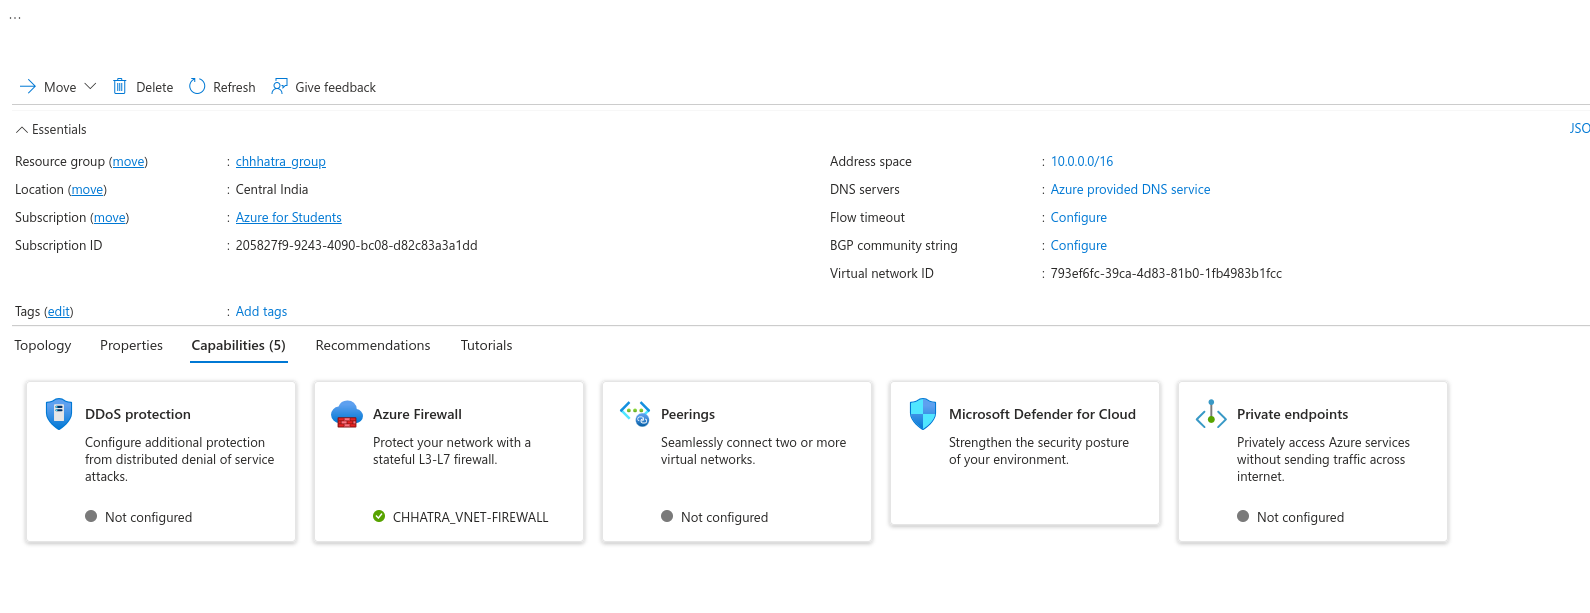 ...
Move Delete Refresh Give feedback
Essentials JSO
Resource group (move) : chhhatra_group
Location (move) : Central India
Subscription (move) : Azure for Students
Subscription ID : 205827f9-9243-4090-bc08-d82c83a3a1dd
Address space : 10.0.0.0/16
DNS servers : Azure provided DNS service
Flow timeout : Configure
BGP community string : Configure
Virtual network ID : 793ef6fc-39ca-4d83-81b0-1fb4983b1fcc
Tags (edit) : Add tags
Topology Properties Capabilities (5) Recommendations Tutorials
DDoS protection
Configure additional protection
from distributed denial of service
attacks.
Not configured
Azure Firewall
Protect your network with a
stateful L3-L7 firewall.
CHHATRA_VNET-FIREWALL
Peerings
Seamlessly connect two or more
virtual networks.
Not configured
Microsoft Defender for Cloud
Strengthen the security posture
of your environment.
Private endpoints
Privately access Azure services
without sending traffic across
internet.
Not configured